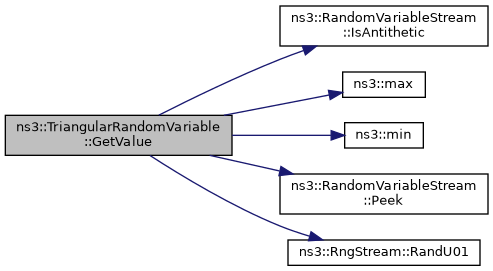 ns3::RandomVariableStream
::IsAntithetic
ns3::max
ns3::TriangularRandomVariable
::GetValue
ns3::min
ns3::RandomVariableStream
::Peek
ns3::RngStream::RandU01